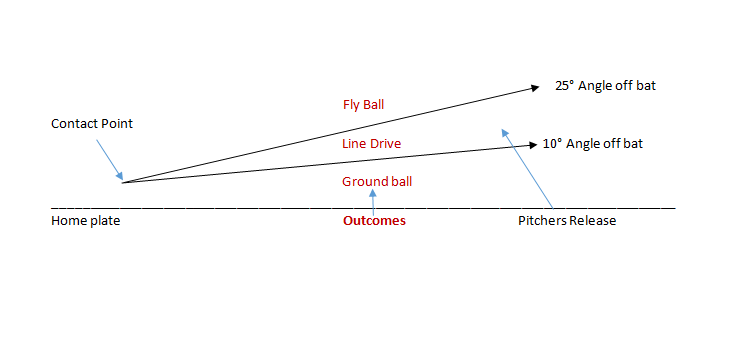 25° Angle off bat
Fly Ball
Contact Point
Line Drive
10° Angle off bat
Ground ball
Home plate
Outcomes
Pitchers Release